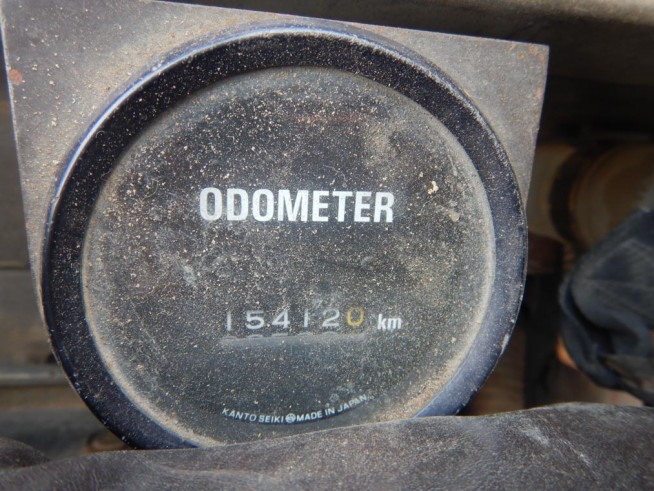 ODOMETER
154120 km
KANTO SEIKI MADE IN JAPAN